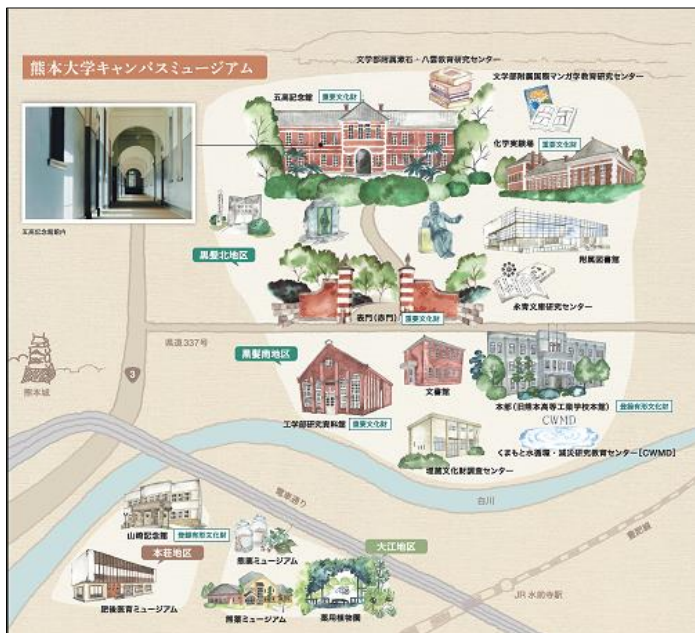 熊本大学キャンパスミュージアム
文学部附属漱石・八雲教育研究センター
文学部附属国際マンガ学教育研究センター
五高記念館 重要文化財
化学実験場 重要文化財
五高記念館内
附属図書館
黒髪北地区
永青文庫研究センター
表門(赤門) 重要文化財
県道337号
黒髪南地区
3
熊本城
文書館
本部(旧熊本高等工業学校本館) 登録有形文化財
工学部研究資料館 重要文化財
CWMD
くまもと水循環・減災研究教育センター[CWMD]
埋蔵文化財調査センター
電車通り
白川
豊肥線
山崎記念館 登録有形文化財
本荘地区
大江地区
肥後医育ミュージアム
熊薬ミュージアム
薬用植物園
JR 水前寺駅